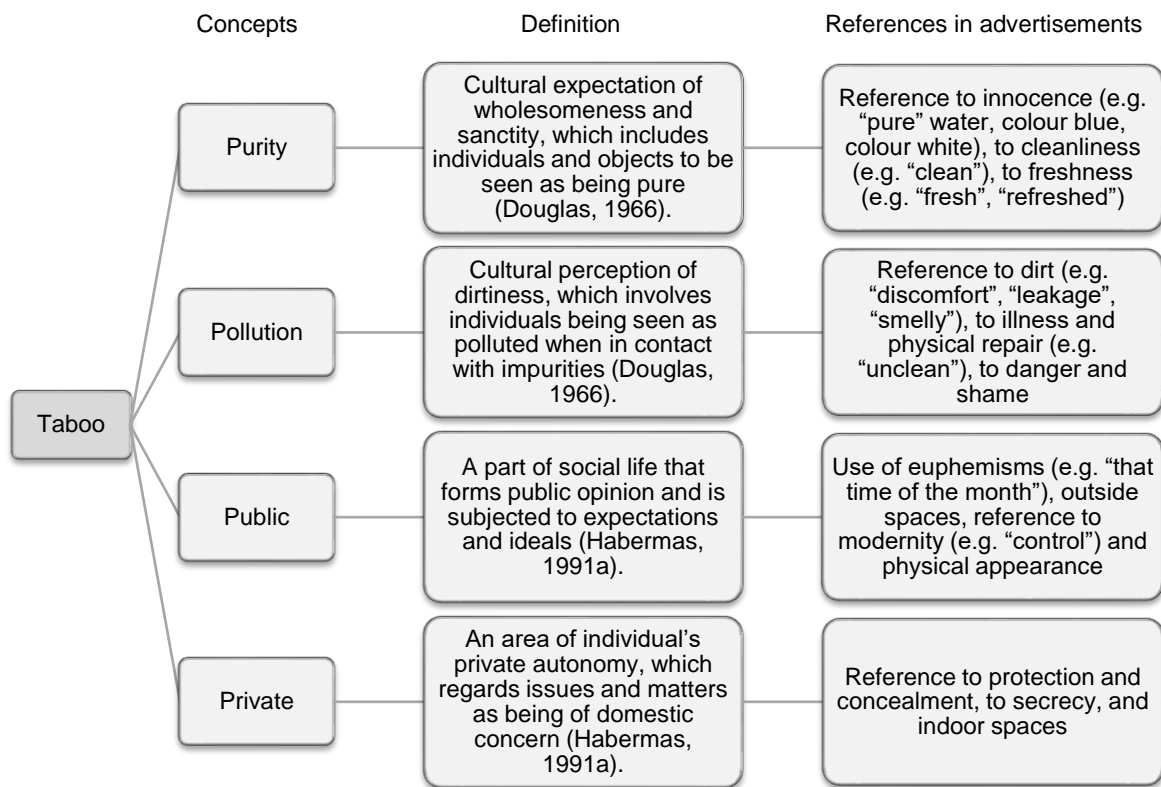 Concepts
Definition
References in advertisements
Taboo
Purity
Cultural expectation of
wholesomeness and
sanctity, which includes
individuals and objects to be
seen as being pure
(Douglas, 1966).
Reference to innocence (e.g.
“pure” water, colour blue,
colour white), to cleanliness
(e.g. “clean”), to freshness
(e.g. “fresh”, “refreshed”)
Pollution
Cultural perception of
dirtiness, which involves
individuals being seen as
polluted when in contact
with impurities (Douglas,
1966).
Reference to dirt (e.g.
“discomfort”, “leakage”,
“smelly”), to illness and
physical repair (e.g.
“unclean”), to danger and
shame
Public
A part of social life that
forms public opinion and is
subjected to expectations
and ideals (Habermas,
1991a).
Use of euphemisms (e.g. “that
time of the month”), outside
spaces, reference to
modernity (e.g. “control”) and
physical appearance
Private
An area of individual’s
private autonomy, which
regards issues and matters
as being of domestic
concern (Habermas,
1991a).
Reference to protection and
concealment, to secrecy, and
indoor spaces